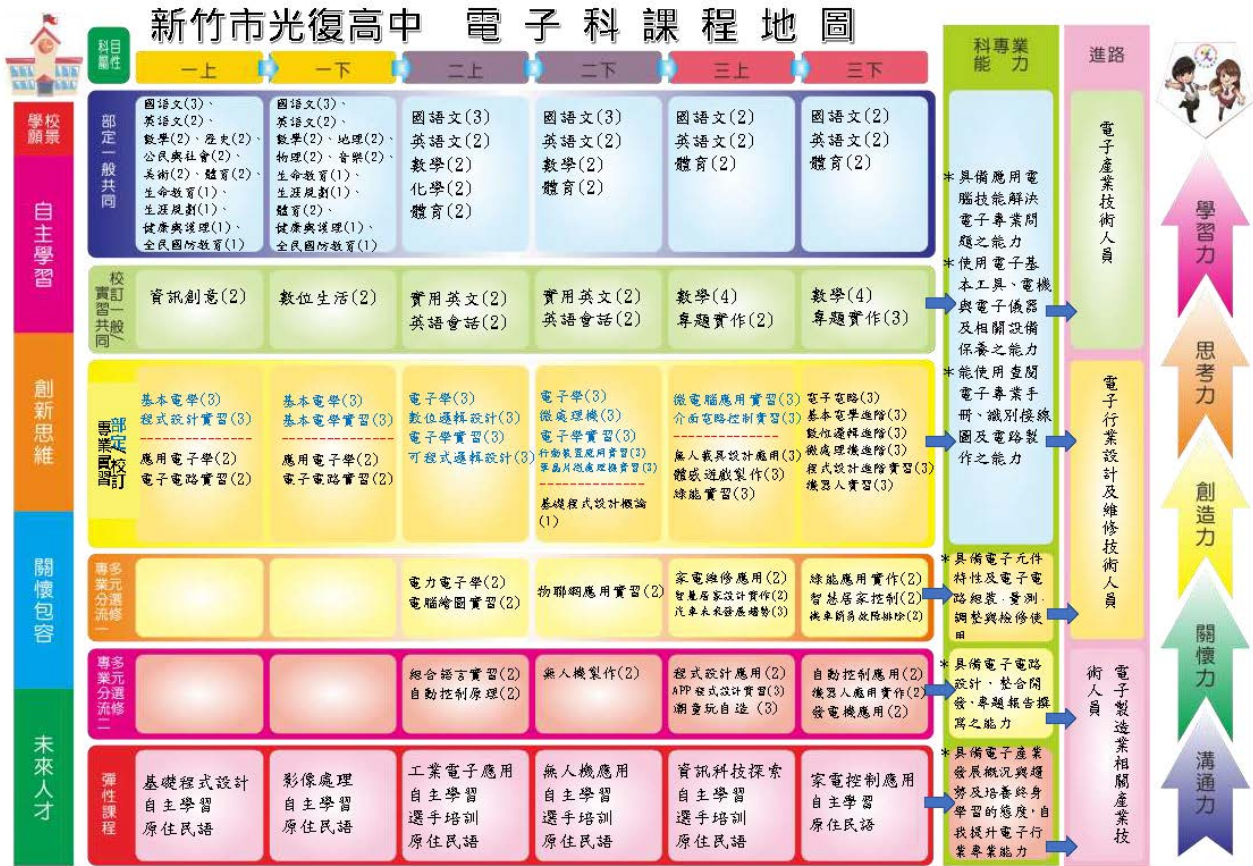 新竹市光復高中 電子科課程地圖
科目屬性
一上
一下
二上
二下
三上
三下
科專業能力
進路
學校願景
自主學習
創新思維
關懷包容
未來人才
部定一般共同
國語文(3)、
英語文(2)、
數學(2)、歷史(2)、
公民與社會(2)、
美術(2)、體育(2)、
生命教育(1)、
生涯規劃(1)、
健康與護理(1)、
全民國防教育(1)
國語文(3)、
英語文(2)、
數學(2)、地理(2)、
物理(2)、音樂(2)、
生命教育(1)、
生涯規劃(1)、
體育(2)、
健康與護理(1)、
全民國防教育(1)
國語文(3)
英語文(2)
數學(2)
化學(2)
體育(2)
國語文(3)
英語文(2)
數學(2)
體育(2)
國語文(2)
英語文(2)
體育(2)
國語文(2)
英語文(2)
體育(2)
校訂一般/
實習共同
資訊創意(2)
數位生活(2)
實用英文(2)
英語會話(2)
實用英文(2)
英語會話(2)
數學(4)
專題實作(2)
數學(4)
專題實作(3)
部定校訂
專業實習
基本電學(3)
程式設計實習(3)
應用電子學(2)
電子電路實習(2)
基本電學(3)
基本電學實習(3)
應用電子學(2)
電子電路實習(2)
電子學(3)
數位邏輯設計(3)
電子學實習(3)
可程式邏輯設計(3)
電子學(3)
微處理機(3)
電子學實習(3)
行動裝置應用實習(3)
單晶片微處理機實習(3)
基礎程式設計概論
(1)
微電腦應用實習(3)
介面電路控制實習(3)
無人載具設計應用(3)
體感遊戲製作(3)
綠能實習(3)
電子電路(3)
基本電學進階(3)
數位邏輯進階(3)
微處理機進階(3)
程式設計進階實習(3)
機器人實習(3)
多元選修
專業分流一
電力電子學(2)
電腦繪圖實習(2)
物聯網應用實習(2)
家電維修應用(2)
智慧居家設計實作(2)
汽車未來發展趨勢(3)
綠能應用實作(2)
智慧居家控制(2)
機車簡易故障排除(2)
多元選修
專業分流二
組合語言實習(2)
自動控制原理(2)
無人機製作(2)
程式設計應用(2)
APP程式設計實習(3)
潮童玩自造 (3)
自動控制應用(2)
機器人應用實作(2)
發電機應用(2)
彈性課程
基礎程式設計
自主學習
原住民語
影像處理
自主學習
原住民語
工業電子應用
自主學習
選手培訓
原住民語
無人機應用
自主學習
選手培訓
原住民語
資訊科技探索
自主學習
選手培訓
原住民語
家電控制應用
自主學習
原住民語
*具備應用電
腦技能解決
電子專業問
題之能力
*使用電子基
本工具、電機
與電子儀器
及相關設備
保養之能力
*能使用查閱
電子專業手
冊、識別接線
圖及電路製
作之能力
*具備電子元件
特性及電子電
路組裝、量測、
調整與檢修使
用
*具備電子電路
設計、整合開
發、專題報告撰
寫之能力
*具備電子產業
發展概況與趨
勢及培養終身
學習的態度,自
我提升電子行
業專業能力
電子產業技術人員
電子行業設計及維修技術人員
電子製造業相關產業技
術人員
學習力
思考力
創造力
關懷力
溝通力